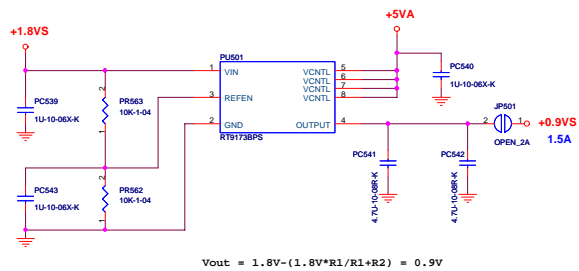 +5VA
+1.8VS
PU501
1 VIN VCNTL 5
VCNTL 6
VCNTL 7
VCNTL 8
3 REFEN
2 GND OUTPUT 4
RT9173BPS
PC540
1U-10-06X-K
PC539
1U-10-06X-K
2
PR563
10K-1-04
1
JP501
2 1 +0.9VS
OPEN_2A
1.5A
PC541
4.7U-10-08R-K
PC542
4.7U-10-08R-K
PC543
1U-10-06X-K
2
PR562
10K-1-04
1
Vout = 1.8V-(1.8V*R1/R1+R2) = 0.9V